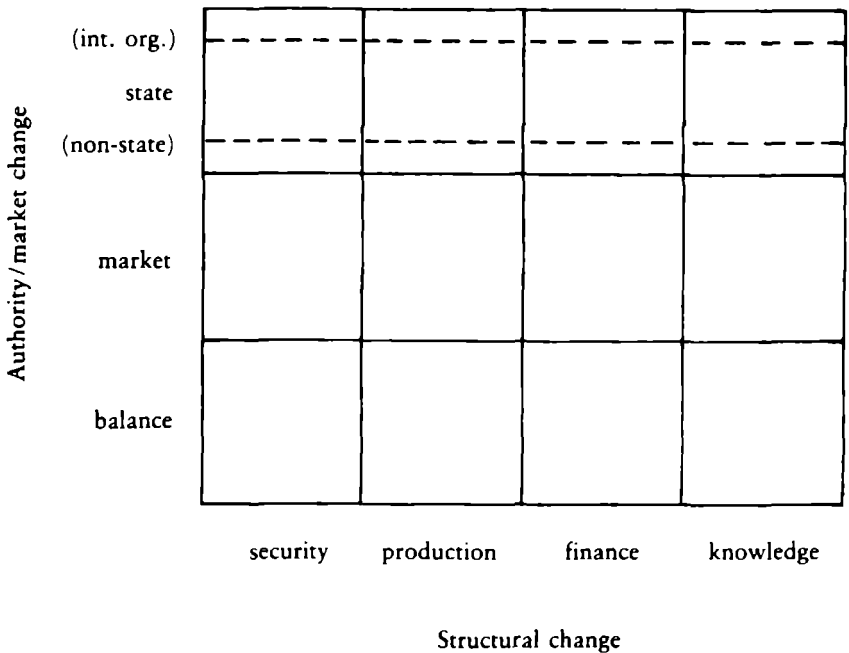 (int. org.)
state
(non-state)
market
balance
Authority/market change
security production finance knowledge
Structural change